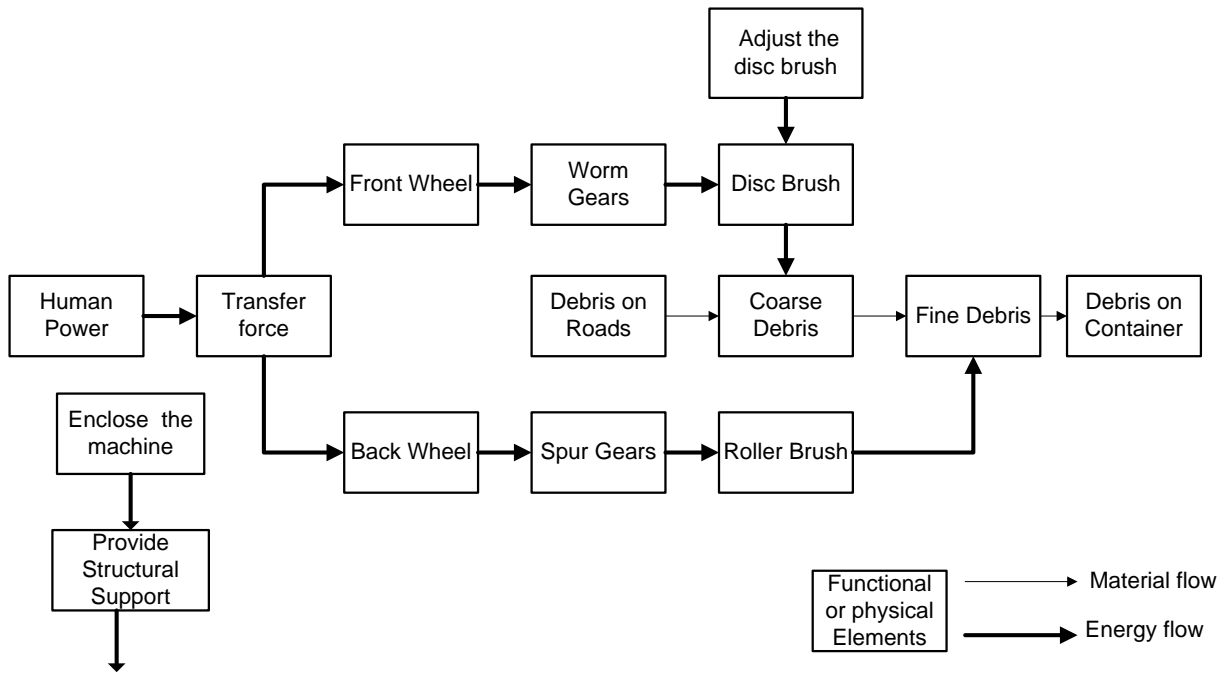 Adjust the
disc brush
Front Wheel
Worm
Gears
Disc Brush
Human
Power
Transfer
force
Debris on
Roads
Coarse
Debris
Fine Debris
Debris on
Container
Enclose the
machine
Back Wheel
Spur Gears
Roller Brush
Provide
Structural
Support
Functional
or physical
Elements
Material flow
Energy flow